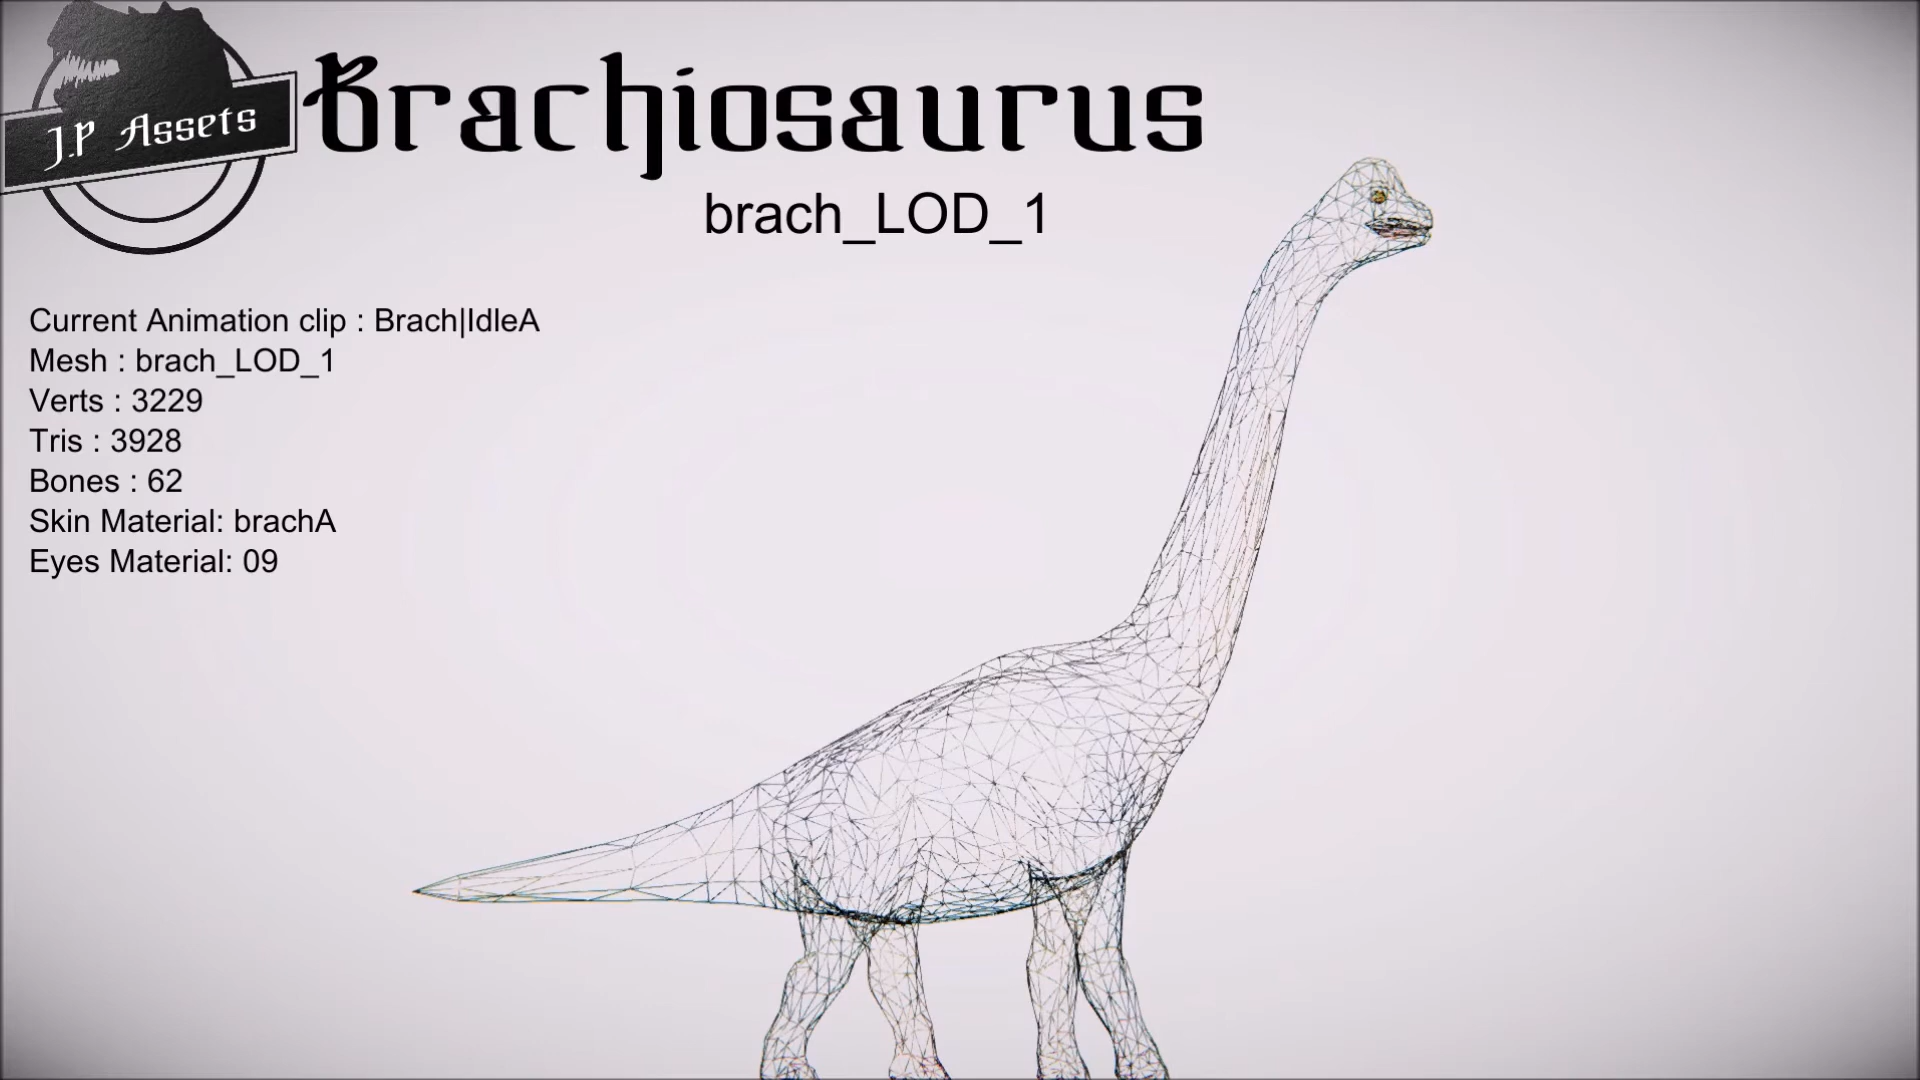 J.P Assets
Brachiosaurus
brach_LOD_1
Current Animation clip : Brach|IdleA
Mesh : brach_LOD_1
Verts : 3229
Tris : 3928
Bones : 62
Skin Material: brachA
Eyes Material: 09